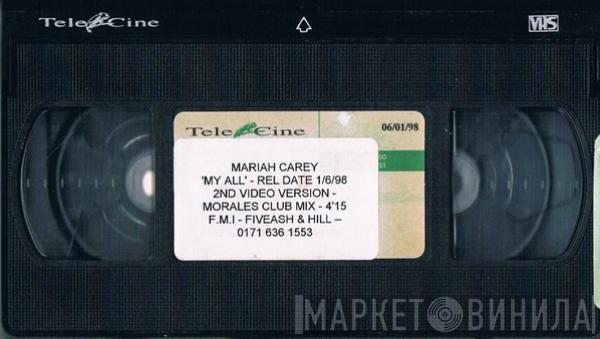 Tele Cine
VHS
Tele Cine
06/01/98
MARIAH CAREY
'MY ALL' - REL DATE 1/6/98
2ND VIDEO VERSION -
MORALES CLUB MIX - 4'15
F.M.I - FIVEASH & HILL –
0171 636 1553
МАРКЕТ ВИНИЛА